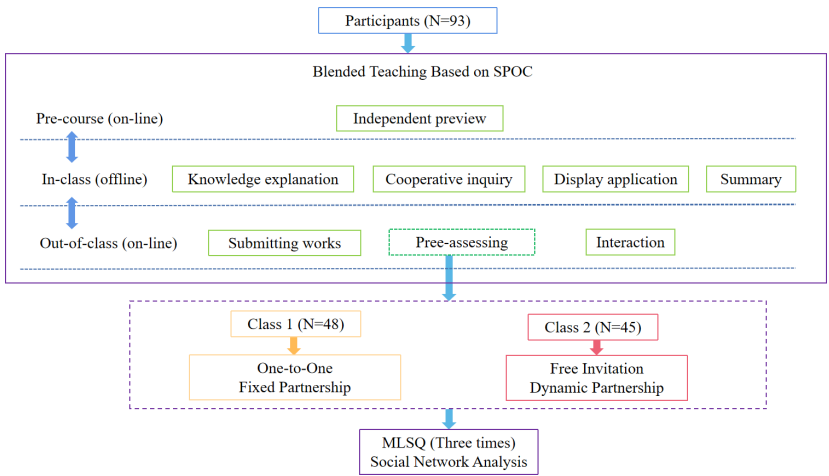 Participants (N=93)
Blended Teaching Based on SPOC
Pre-course (on-line)
Independent preview
In-class (offline)
Knowledge explanation
Cooperative inquiry
Display application
Summary
Out-of-class (on-line)
Submitting works
Pree-assessing
Interaction
Class 1 (N=48)
Class 2 (N=45)
One-to-One
Fixed Partnership
Free Invitation
Dynamic Partnership
MLSQ (Three times)
Social Network Analysis